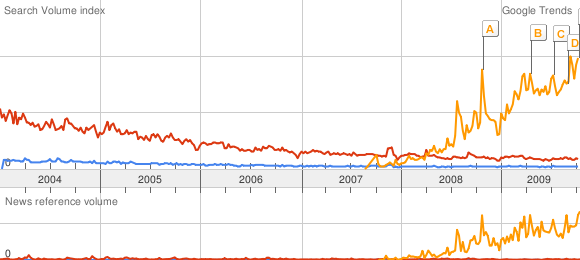 Search Volume index Google Trends
A
B C
D
0
2004 2005 2006 2007 2008 2009
News reference volume
0